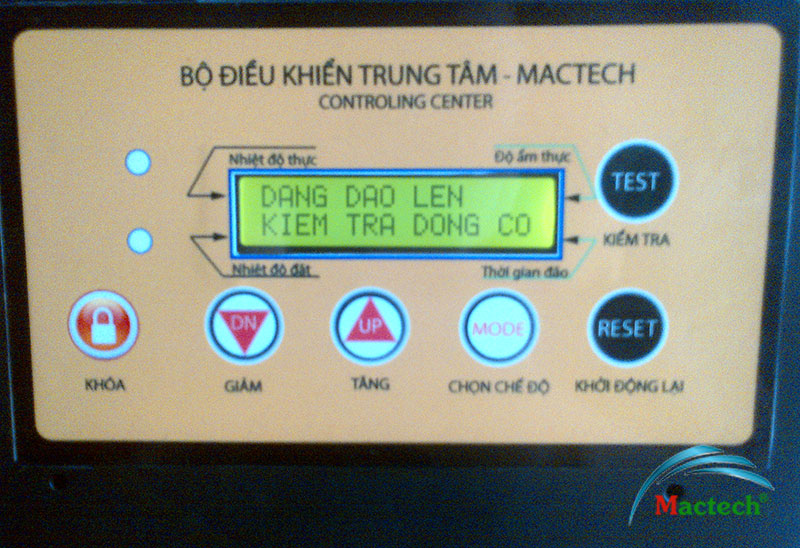 BỘ ĐIỀU KHIỂN TRUNG TÂM - MACTECH
CONTROLING CENTER
Nhiệt độ thực
Độ ẩm thực
DANG DAO LEN
KIEM TRA DONG CO
Nhiệt độ đặt
Thời gian đảo
TEST
KIỂM TRA
DN
UP
MODE
RESET
KHÓA
GIẢM
TĂNG
CHỌN CHẾ ĐỘ
KHỞI ĐỘNG LẠI
Mactech®